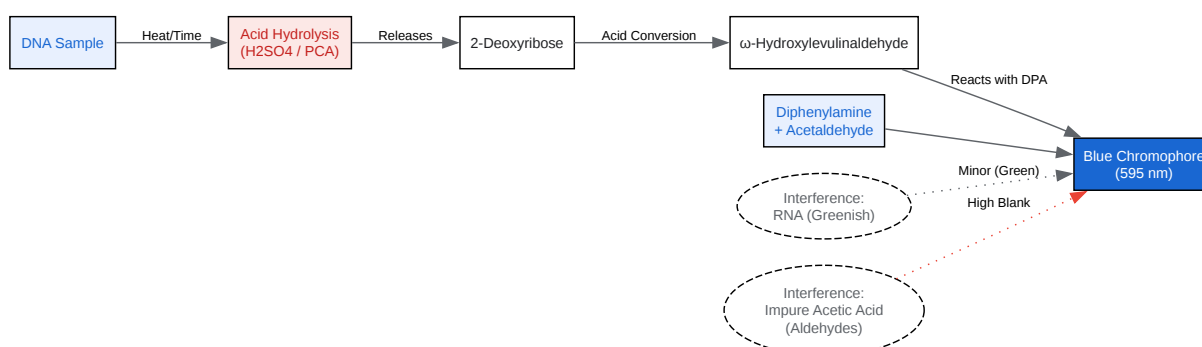 DNA Sample
Heat/Time
Acid Hydrolysis
(H2SO4 / PCA)
Releases
2-Deoxyribose
Acid Conversion
ω-Hydroxylevulinaldehyde
Reacts with DPA
Diphenylamine
+ Acetaldehyde
Blue Chromophore
(595 nm)
Minor (Green)
Interference:
RNA (Greenish)
High Blank
Interference:
Impure Acetic Acid
(Aldehydes)